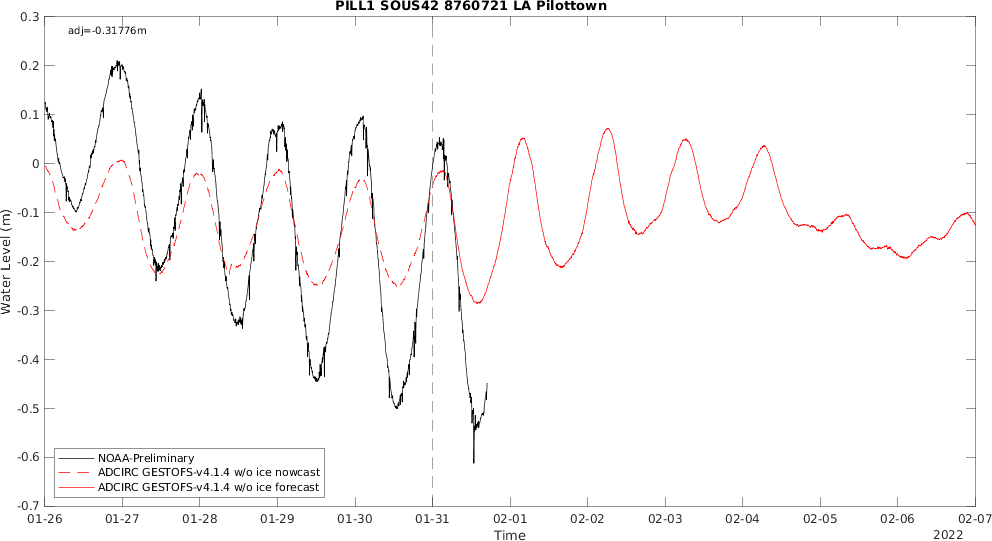 PILL1 SOUS42 8760721 LA Pilottown
adj=-0.31776m
0.3
0.2
0.1
0
-0.1
-0.2
-0.3
-0.4
-0.5
-0.6
-0.7
Water Level (m)
NOAA-Preliminary
ADCIRC GESTOFS-v4.1.4 w/o ice nowcast
ADCIRC GESTOFS-v4.1.4 w/o ice forecast
01-26 01-27 01-28 01-29 01-30 01-31 02-01 02-02 02-03 02-04 02-05 02-06 02-07
Time
2022